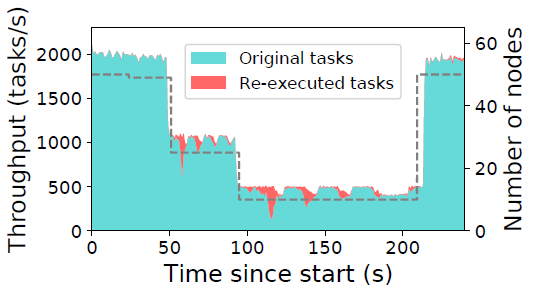 Original tasks
Re-executed tasks
Throughput (tasks/s)
2000
1500
1000
500
0
60
40
20
0
Number of nodes
0 50 100 150 200
Time since start (s)